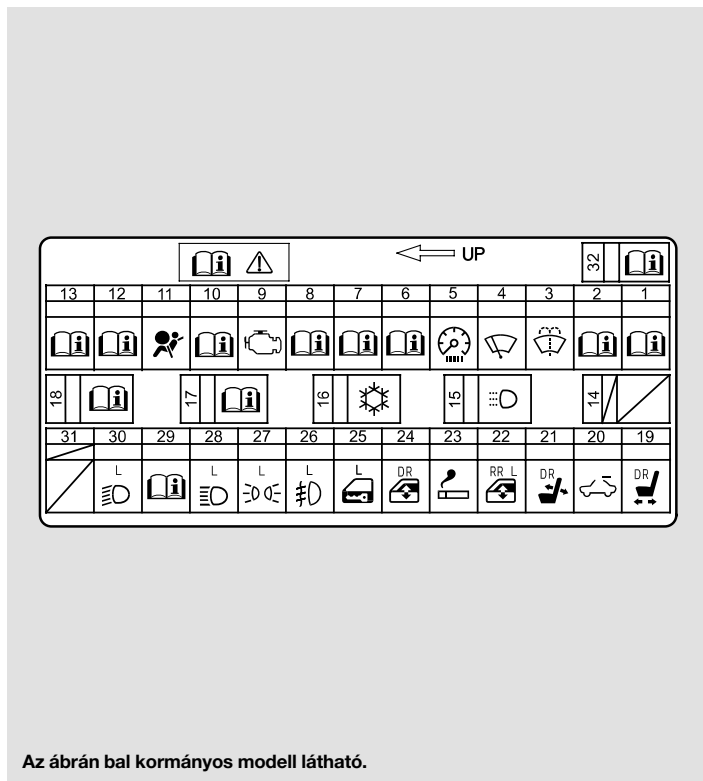 UP
32
13 12 11 10 9 8 7 6 5 4 3 2 1
18 17 16 15 14
31 30 29 28 27 26 25 24 23 22 21 20 19
L L L L L DR RR L DR DR
Az ábrán bal kormányos modell látható.